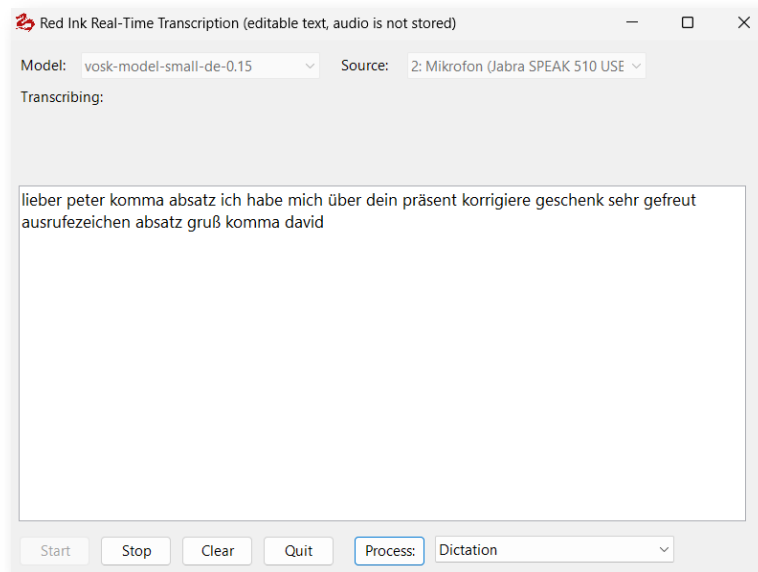 Red Ink Real-Time Transcription (editable text, audio is not stored)
Model: vosk-model-small-de-0.15 Source: 2: Mikrofon (Jabra SPEAK 510 USE
Transcribing:
lieber peter komma absatz ich habe mich über dein präsent korrigiere geschenk sehr gefreut
ausrufezeichen absatz gruß komma david
Start Stop Clear Quit Process: Dictation